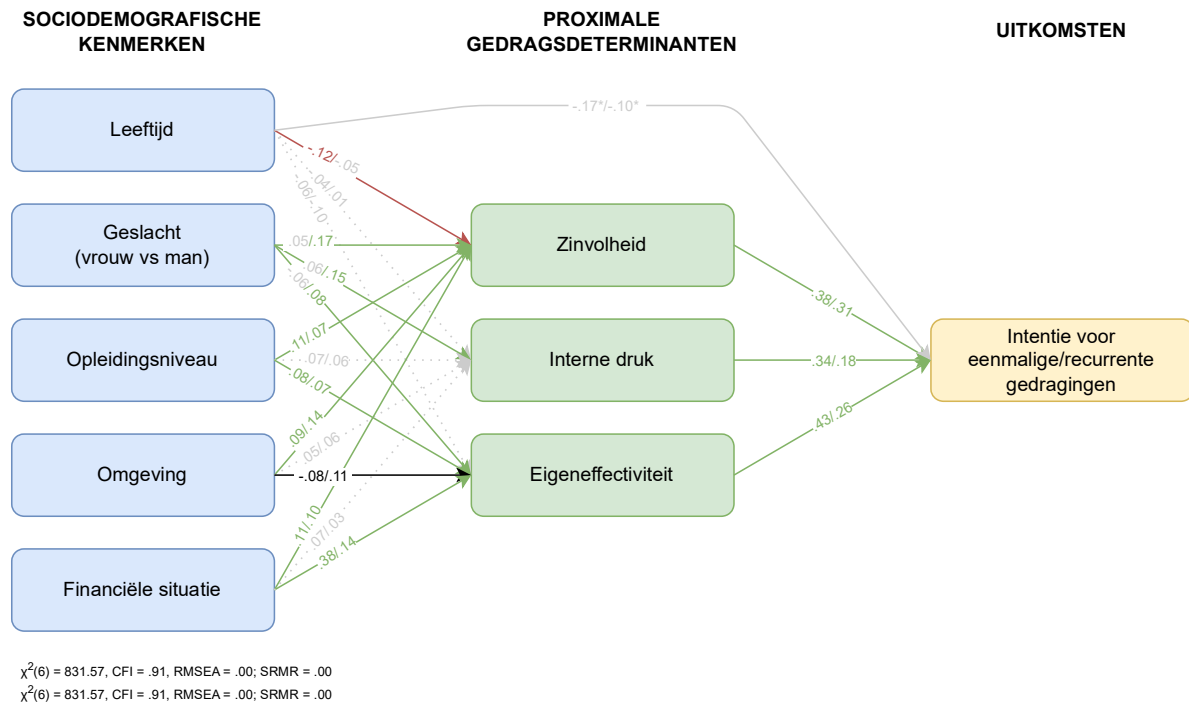 SOCIODEMOGRAFISCHE
KENMERKEN
PROXIMALE
GEDRAGSDETERMINANTEN
UITKOMSTEN
Leeftijd
-.17*/-.10*
-.12/-.05
-.04/.01
-.06/-.10
Geslacht
(vrouw vs man)
.05/.17
.06/.15
.06/.08
Zinvolheid
.38/.31
Opleidingsniveau
.11/.07
.07/.06
.08/.07
Interne druk
.34/.18
Intentie voor
eenmalige/recurrente
gedragingen
Omgeving
.09/.14
.05/.06
-.08/.11
Eigeneffectiviteit
.43/.26
Financiële situatie
.11/.10
.07/.03
.38/.14
χ²(6) = 831.57, CFI = .91, RMSEA = .00; SRMR = .00
χ²(6) = 831.57, CFI = .91, RMSEA = .00; SRMR = .00